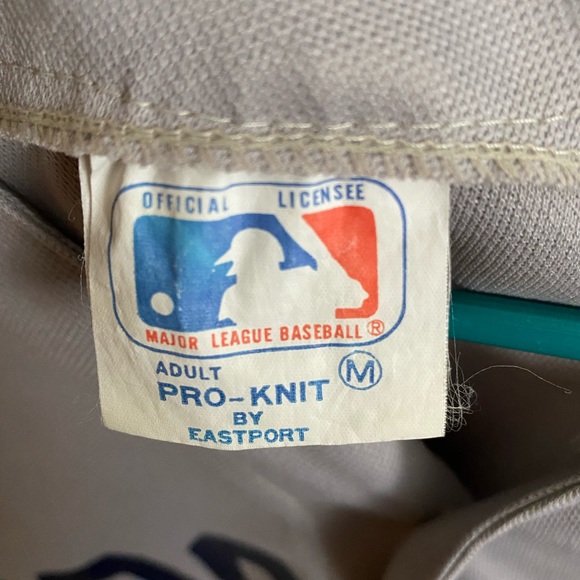 OFFICIAL LICENSEE
MAJOR LEAGUE BASEBALL ®
ADULT
PRO-KNIT Ⓜ
BY
EASTPORT